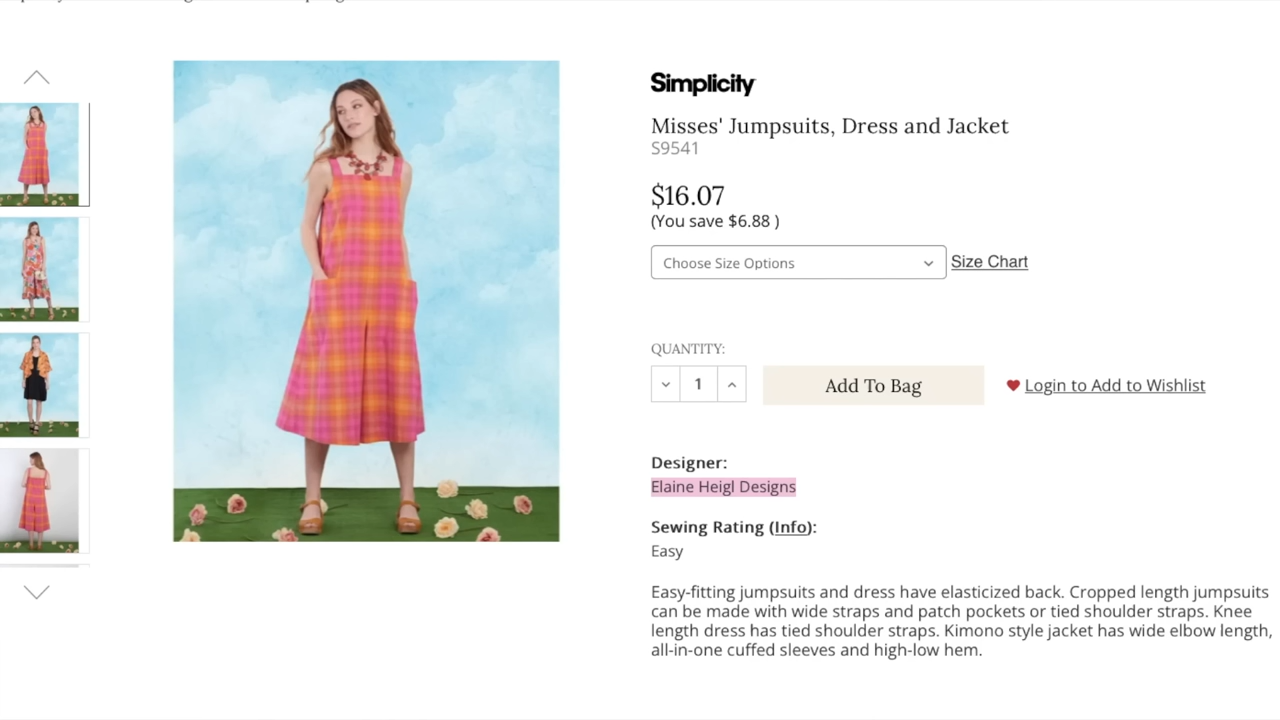 Simplicity
Misses' Jumpsuits, Dress and Jacket
S9541
$16.07
(You save $6.88 )
Choose Size Options
Size Chart
QUANTITY:
1
Add To Bag
Login to Add to Wishlist
Designer:
Elaine Heigl Designs
Sewing Rating (Info):
Easy
Easy-fitting jumpsuits and dress have elasticized back. Cropped length jumpsuits
can be made with wide straps and patch pockets or tied shoulder straps. Knee
length dress has tied shoulder straps. Kimono style jacket has wide elbow length,
all-in-one cuffed sleeves and high-low hem.